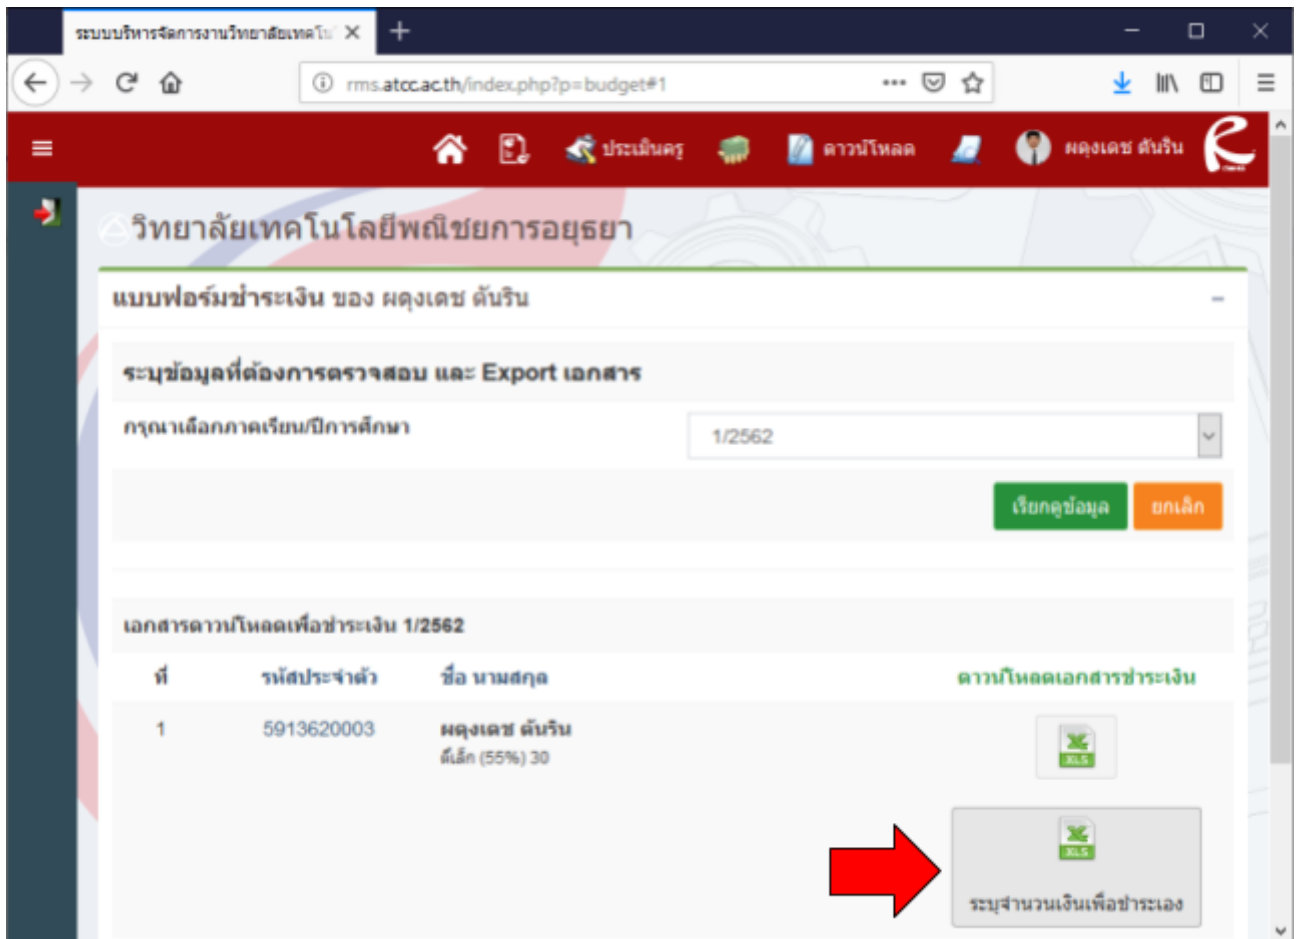 ระบบบริหารจัดการงานวิทยาลัยเทคโน
rms.atcc.ac.th/index.php?p=budget#1
ประเมินครู ดาวน์โหลด ผดุงเดช ต้นริน
วิทยาลัยเทคโนโลยีพณิชยการอยุธยา
แบบฟอร์มชำระเงิน ของ ผดุงเดช ต้นริน
ระบุข้อมูลที่ต้องการตรวจสอบ และ Export เอกสาร
กรุณาเลือกภาคเรียน/ปีการศึกษา 1/2562
เรียกดูข้อมูล ยกเลิก
เอกสารดาวน์โหลดเพื่อชำระเงิน 1/2562
ที่ รหัสประจำตัว ชื่อ นามสกุล ดาวน์โหลดเอกสารชำระเงิน
1 5913620003 ผดุงเดช ต้นริน
ตี๋เล็ก (55%) 30
XLS
XLS
ระบุจำนวนเงินเพื่อชำระเอง